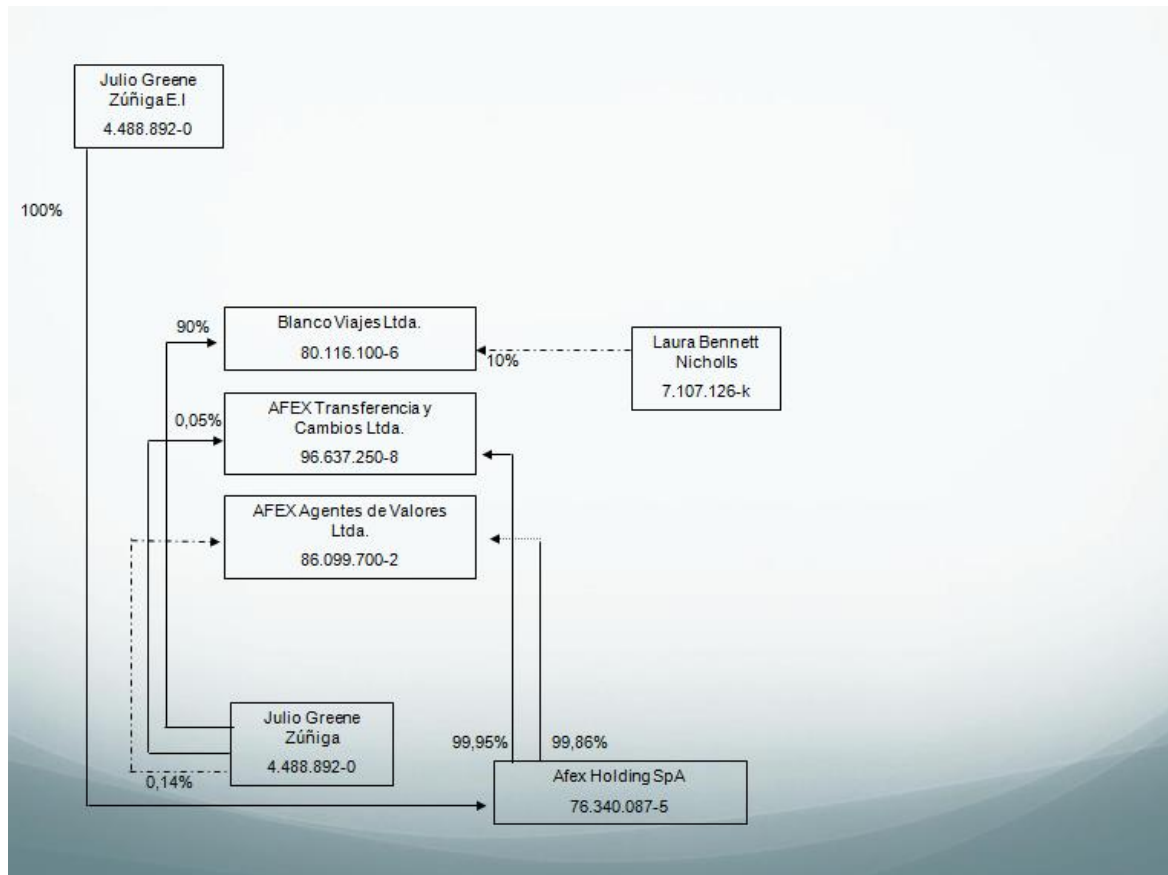 Julio Greene
Zúñiga E.I
4.488.892-0
100%
90%
Blanco Viajes Ltda.
80.116.100-6
10%
Laura Bennett
Nicholls
7.107.126-k
0,05%
AFEX Transferencia y
Cambios Ltda.
96.637.250-8
AFEX Agentes de Valores
Ltda.
86.099.700-2
Julio Greene
Zúñiga
4.488.892-0
0,14%
99,95%
99,86%
Afex Holding SpA
76.340.087-5